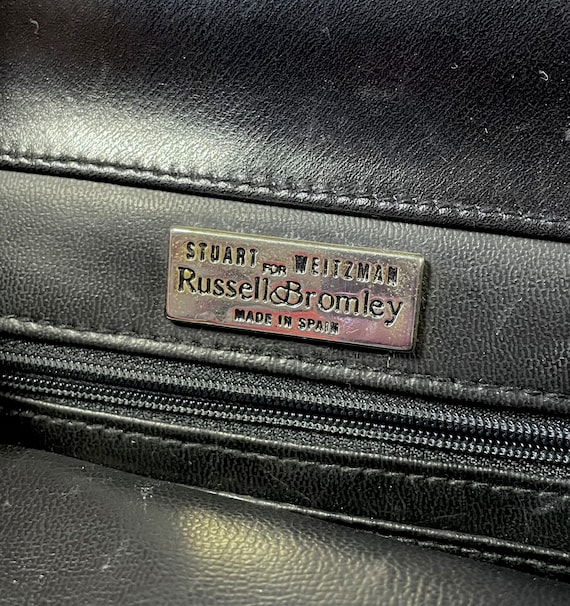 STUART FOR WEITZMAN
Russell&Bromley
MADE IN SPAIN